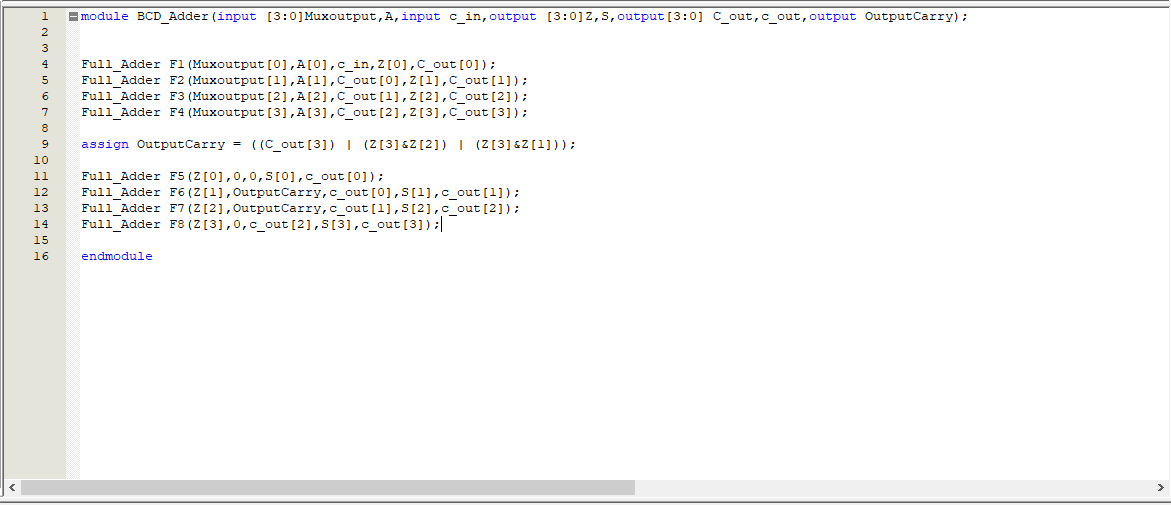 1 module BCD_Adder(input [3:0]Muxoutput,A,input c_in,output [3:0]Z,S,output[3:0] C_out,c_out,output OutputCarry);
2
3
4 Full_Adder F1(Muxoutput[0],A[0],c_in,Z[0],C_out[0]);
5 Full_Adder F2(Muxoutput[1],A[1],C_out[0],Z[1],C_out[1]);
6 Full_Adder F3(Muxoutput[2],A[2],C_out[1],Z[2],C_out[2]);
7 Full_Adder F4(Muxoutput[3],A[3],C_out[2],Z[3],C_out[3]);
8
9 assign OutputCarry = ((C_out[3]) | (Z[3]&Z[2]) | (Z[3]&Z[1]));
10
11 Full_Adder F5(Z[0],0,0,S[0],c_out[0]);
12 Full_Adder F6(Z[1],OutputCarry,c_out[0],S[1],c_out[1]);
13 Full_Adder F7(Z[2],OutputCarry,c_out[1],S[2],c_out[2]);
14 Full_Adder F8(Z[3],0,c_out[2],S[3],c_out[3]);
15
16 endmodule